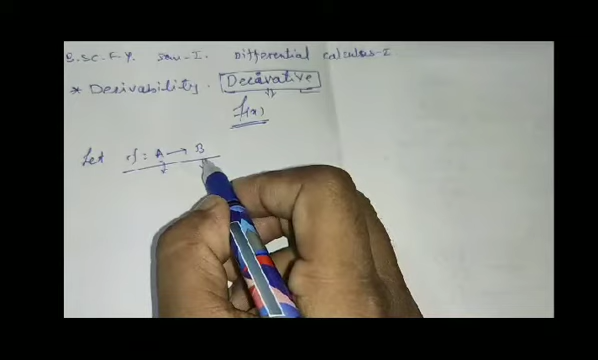 B.SC.F.Y. Sem-I. Differential calculus-I
* Derivability. Derivative
f(x)
Let f: A → B